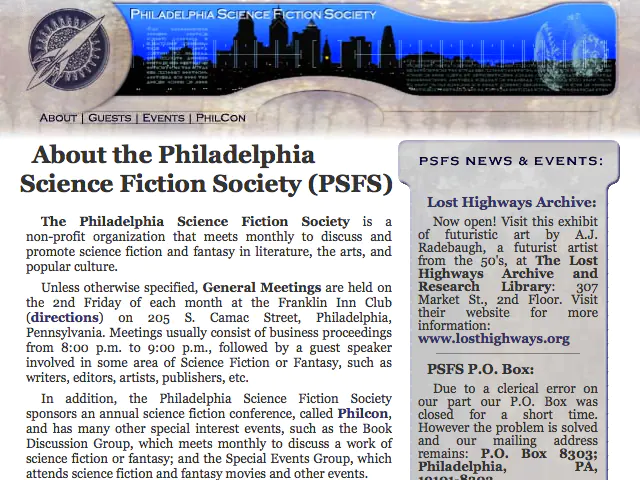 Philadelphia Science Fiction Society
About | Guests | Events | PhilCon
About the Philadelphia
Science Fiction Society (PSFS)
The Philadelphia Science Fiction Society is a
non-profit organization that meets monthly to discuss and
promote science fiction and fantasy in literature, the arts, and
popular culture.
Unless otherwise specified, General Meetings are held on
the 2nd Friday of each month at the Franklin Inn Club
(directions) on 205 S. Camac Street, Philadelphia,
Pennsylvania. Meetings usually consist of business proceedings
from 8:00 p.m. to 9:00 p.m., followed by a guest speaker
involved in some area of Science Fiction or Fantasy, such as
writers, editors, artists, publishers, etc.
In addition, the Philadelphia Science Fiction Society
sponsors an annual science fiction conference, called Philcon,
and has many other special interest events, such as the Book
Discussion Group, which meets monthly to discuss a work of
science fiction or fantasy; and the Special Events Group, which
attends science fiction and fantasy movies and other events.
PSFS NEWS & EVENTS:
Lost Highways Archive:
Now open! Visit this exhibit
of futuristic art by A.J.
Radebaugh, a futurist artist
from the 50's, at The Lost
Highways Archive and
Research Library: 307
Market St., 2nd Floor. Visit
their website for more
information:
www.losthighways.org
PSFS P.O. Box:
Due to a clerical error on
our part our P.O. Box was
closed for a short time.
However the problem is solved
and our mailing address
remains: P.O. Box 8303;
Philadelphia, PA,